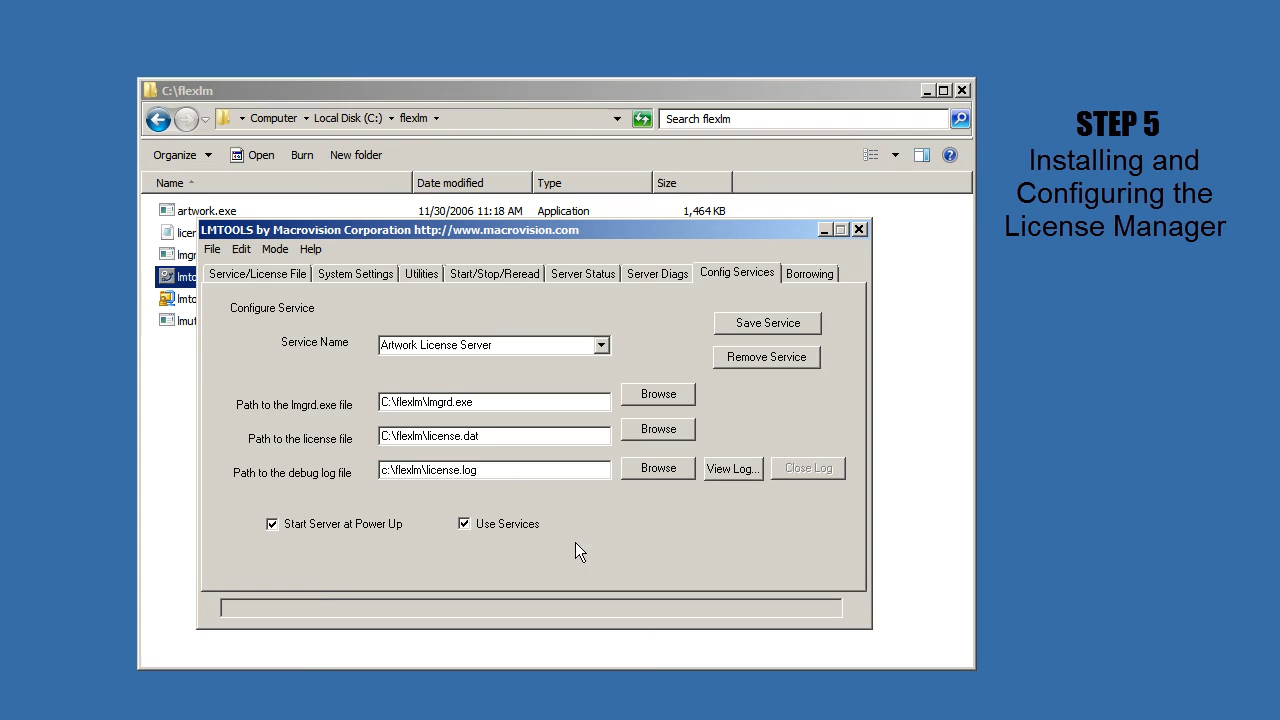 C:\flexlm
Computer Local Disk (C:) flexlm
Search flexlm
Organize Open Burn New folder
Name Date modified Type Size
artwork.exe 11/30/2006 11:18 AM Application 1,464 KB
licer
lmgr
lmto
lmto
lmut
LMTOOLS by Macrovision Corporation http://www.macrovision.com
File Edit Mode Help
Service/License File System Settings Utilities Start/Stop/Reread Server Status Server Diags Config Services Borrowing
Configure Service
Save Service
Service Name Artwork License Server
Remove Service
Path to the lmgrd.exe file C:\flexlm\lmgrd.exe Browse
Path to the license file C:\flexlm\license.dat Browse
Path to the debug log file c:\flexlm\license.log Browse View Log... Close Log
Start Server at Power Up Use Services
STEP 5
Installing and
Configuring the
License Manager